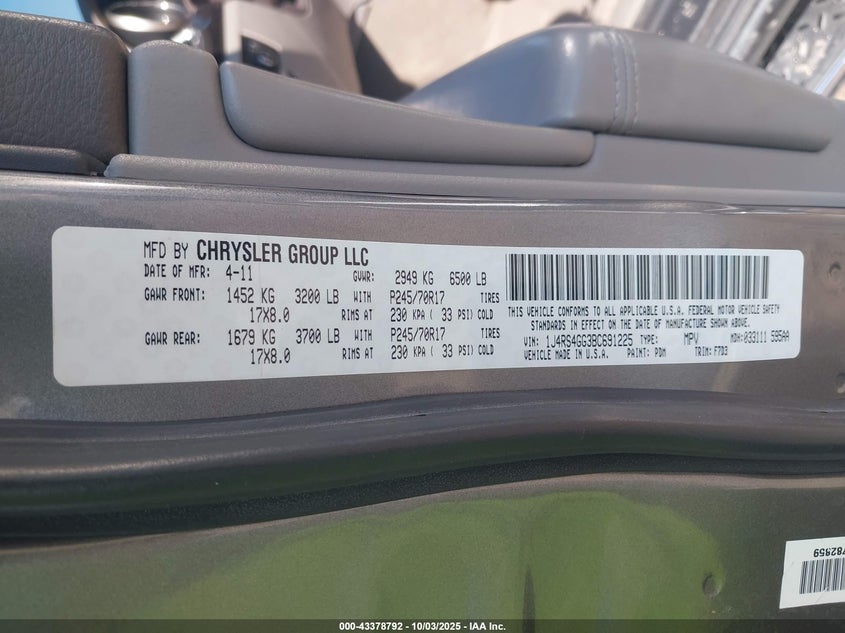 MFD BY CHRYSLER GROUP LLC
DATE OF MFR: 4-11 GVWR: 2949 KG 6500 LB
GAWR FRONT: 1452 KG 3200 LB WITH P245/70R17 TIRES
17X8.0 RIMS AT 230 KPA ( 33 PSI) COLD
GAWR REAR: 1679 KG 3700 LB WITH P245/70R17 TIRES
17X8.0 RIMS AT 230 KPA ( 33 PSI) COLD
THIS VEHICLE CONFORMS TO ALL APPLICABLE U.S.A. FEDERAL MOTOR VEHICLE SAFETY
STANDARDS IN EFFECT ON THE DATE OF MANUFACTURE SHOWN ABOVE.
VIN: 1J4RS4GG3BC691225 TYPE: MPV MDH: 033111 595AA
VEHICLE MADE IN U.S.A. PAINT: PDM TRIM: F7D3
782859
000-43378792 - 10/03/2025 - IAA Inc.